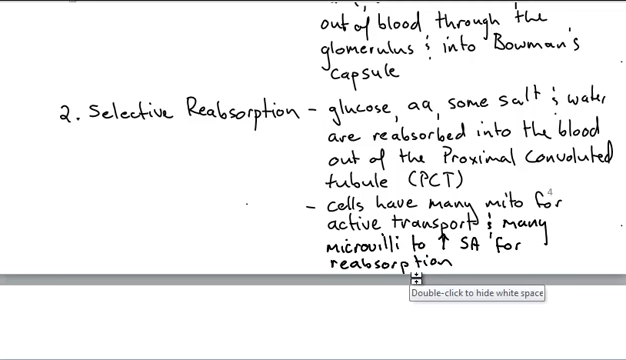 out of blood through the
glomerulus & into Bowman's
capsule
2. Selective Reabsorption - glucose, aa, some salt & water
are reabsorbed into the blood
out of the Proximal Convoluted
tubule (PCT)
4
- cells have many mito for
active transport & many
microvilli to ↑ SA for
reabsorption
Double-click to hide white space